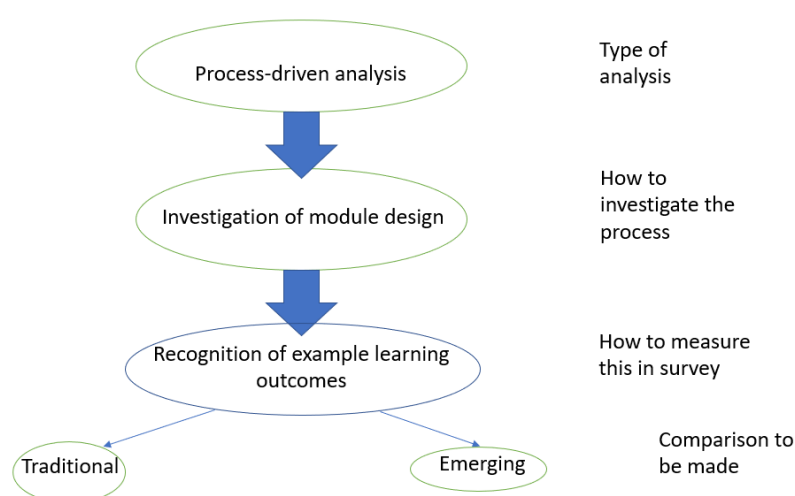 Process-driven analysis
Type of
analysis
Investigation of module design
How to
investigate the
process
Recognition of example learning
outcomes
How to measure
this in survey
Traditional
Emerging
Comparison to
be made